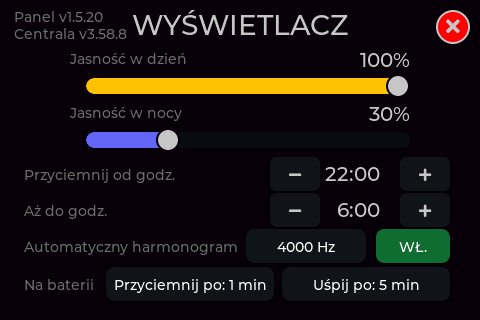 Panel v1.5.20
Centrala v3.58.8
WYŚWIETLACZ
Jasność w dzień 100%
Jasność w nocy 30%
Przyciemnij od godz. − 22:00 +
Aż do godz. − 6:00 +
Automatyczny harmonogram 4000 Hz WŁ.
Na baterii Przyciemnij po: 1 min Uśpij po: 5 min